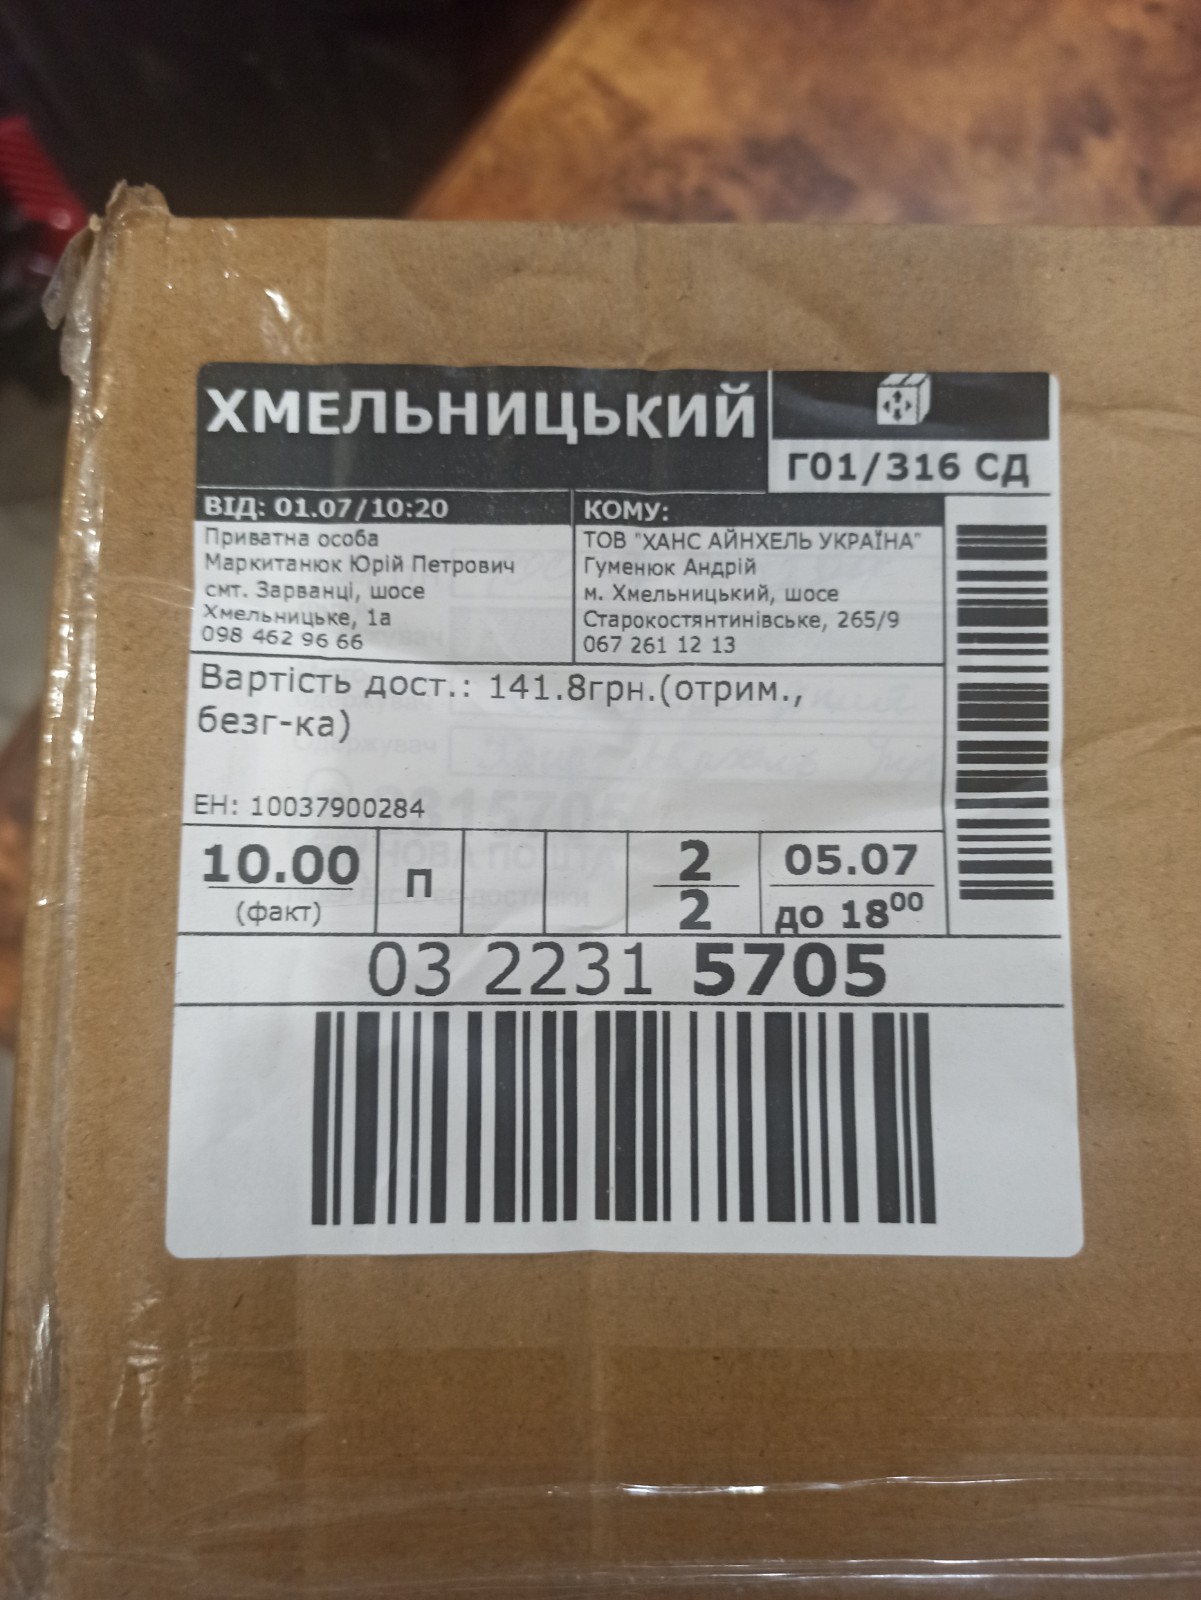 ХМЕЛЬНИЦЬКИЙ
Г01/316 СД
ВІД: 01.07/10:20
Приватна особа
Маркитанюк Юрій Петрович
смт. Зарванці, шосе
Хмельницьке, 1а
098 462 96 66
КОМУ:
ТОВ "ХАНС АЙНХЕЛЬ УКРАЇНА"
Гуменюк Андрій
м. Хмельницький, шосе
Старокостянтинівське, 265/9
067 261 12 13
Вартість дост.: 141.8грн.(отрим.,
безг-ка)
ЕН: 10037900284
10.00
(факт)
П
2
2
05.07
до 18⁰⁰
03 2231 5705